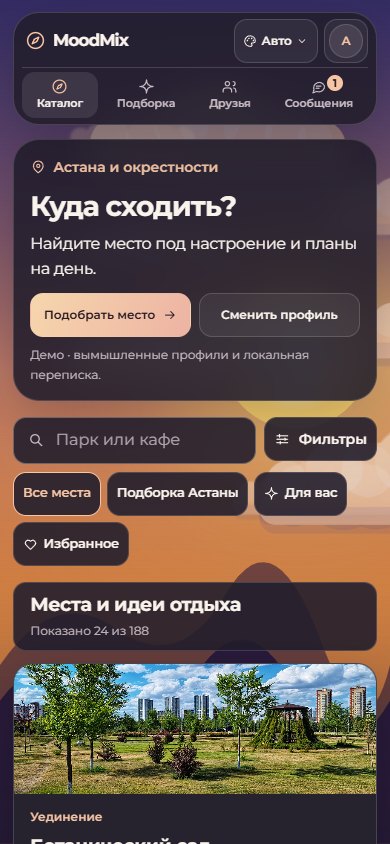 MoodMix
Авто
A
Каталог
Подборка
Друзья
Сообщения
1
Астана и окрестности
Куда сходить?
Найдите место под настроение и планы
на день.
Подобрать место →
Сменить профиль
Демо · вымышленные профили и локальная
переписка.
Парк или кафе
Фильтры
Все места
Подборка Астаны
Для вас
Избранное
Места и идеи отдыха
Показано 24 из 188
Уединение
Ботанический сад